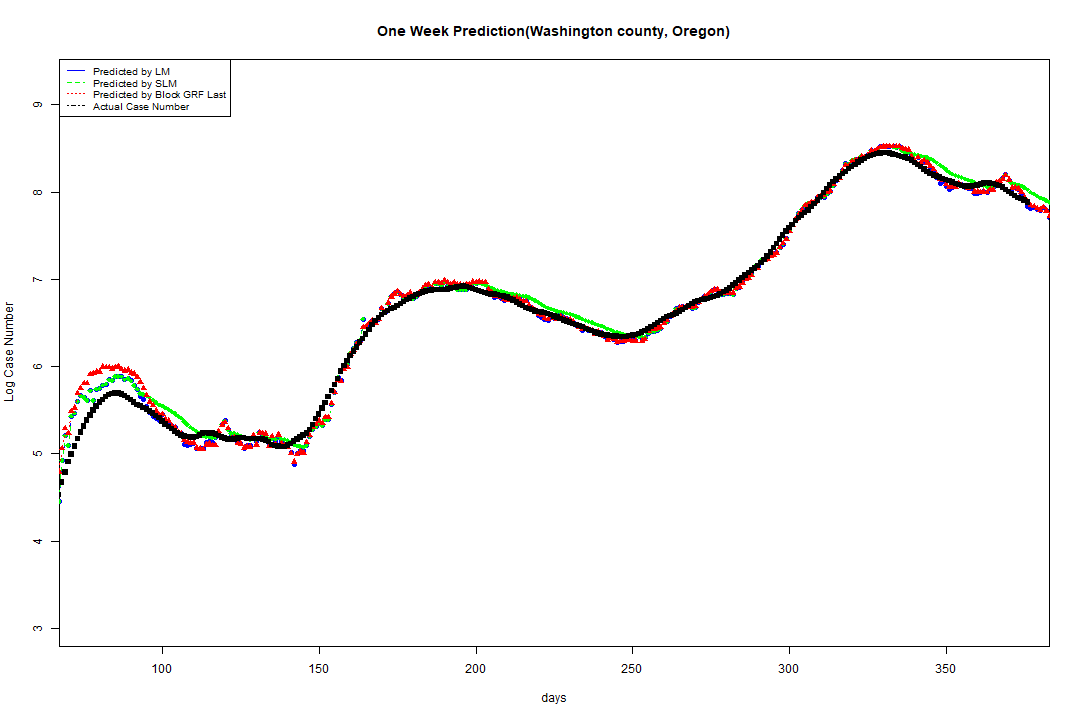 One Week Prediction(Washington county, Oregon)
Predicted by LM
Predicted by SLM
Predicted by Block GRF Last
Actual Case Number
Log Case Number
9
8
7
6
5
4
3
100 150 200 250 300 350
days